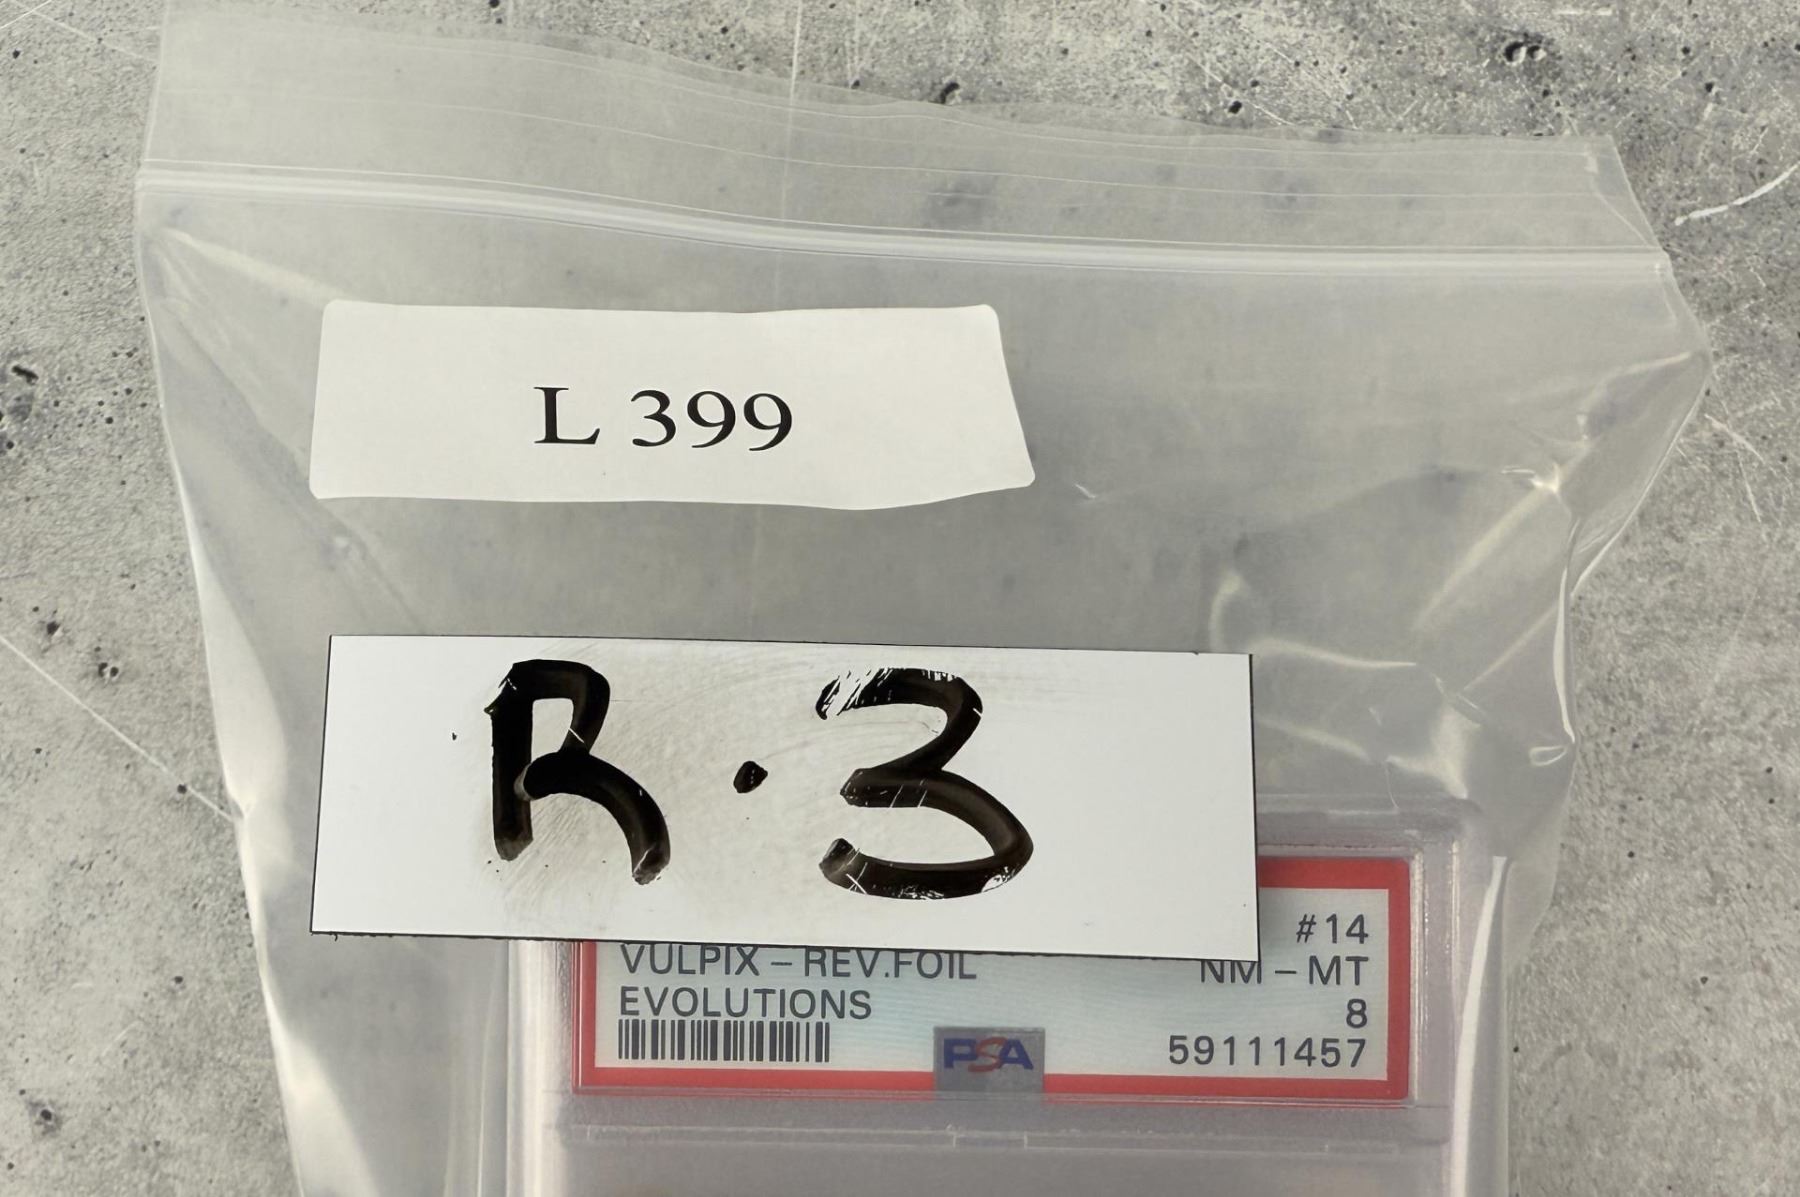 L 399
R·3
#14
VULPIX – REV.FOIL NM – MT
EVOLUTIONS 8
PSA 59111457